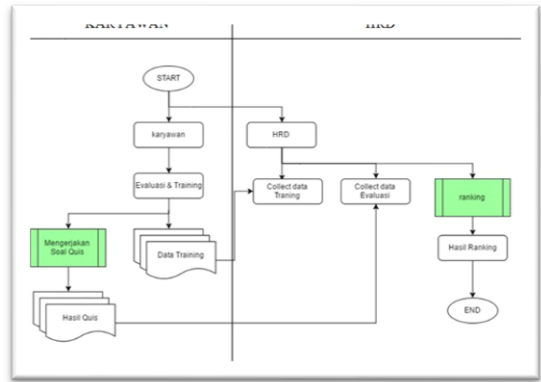 KARYAWAN
HRD
START
karyawan
HRD
Evaluasi & Training
Collect data
Traning
Collect data
Evaluasi
ranking
Mengerjakan
Soal Quis
Data Training
Hasil Ranking
Hasil Quis
END